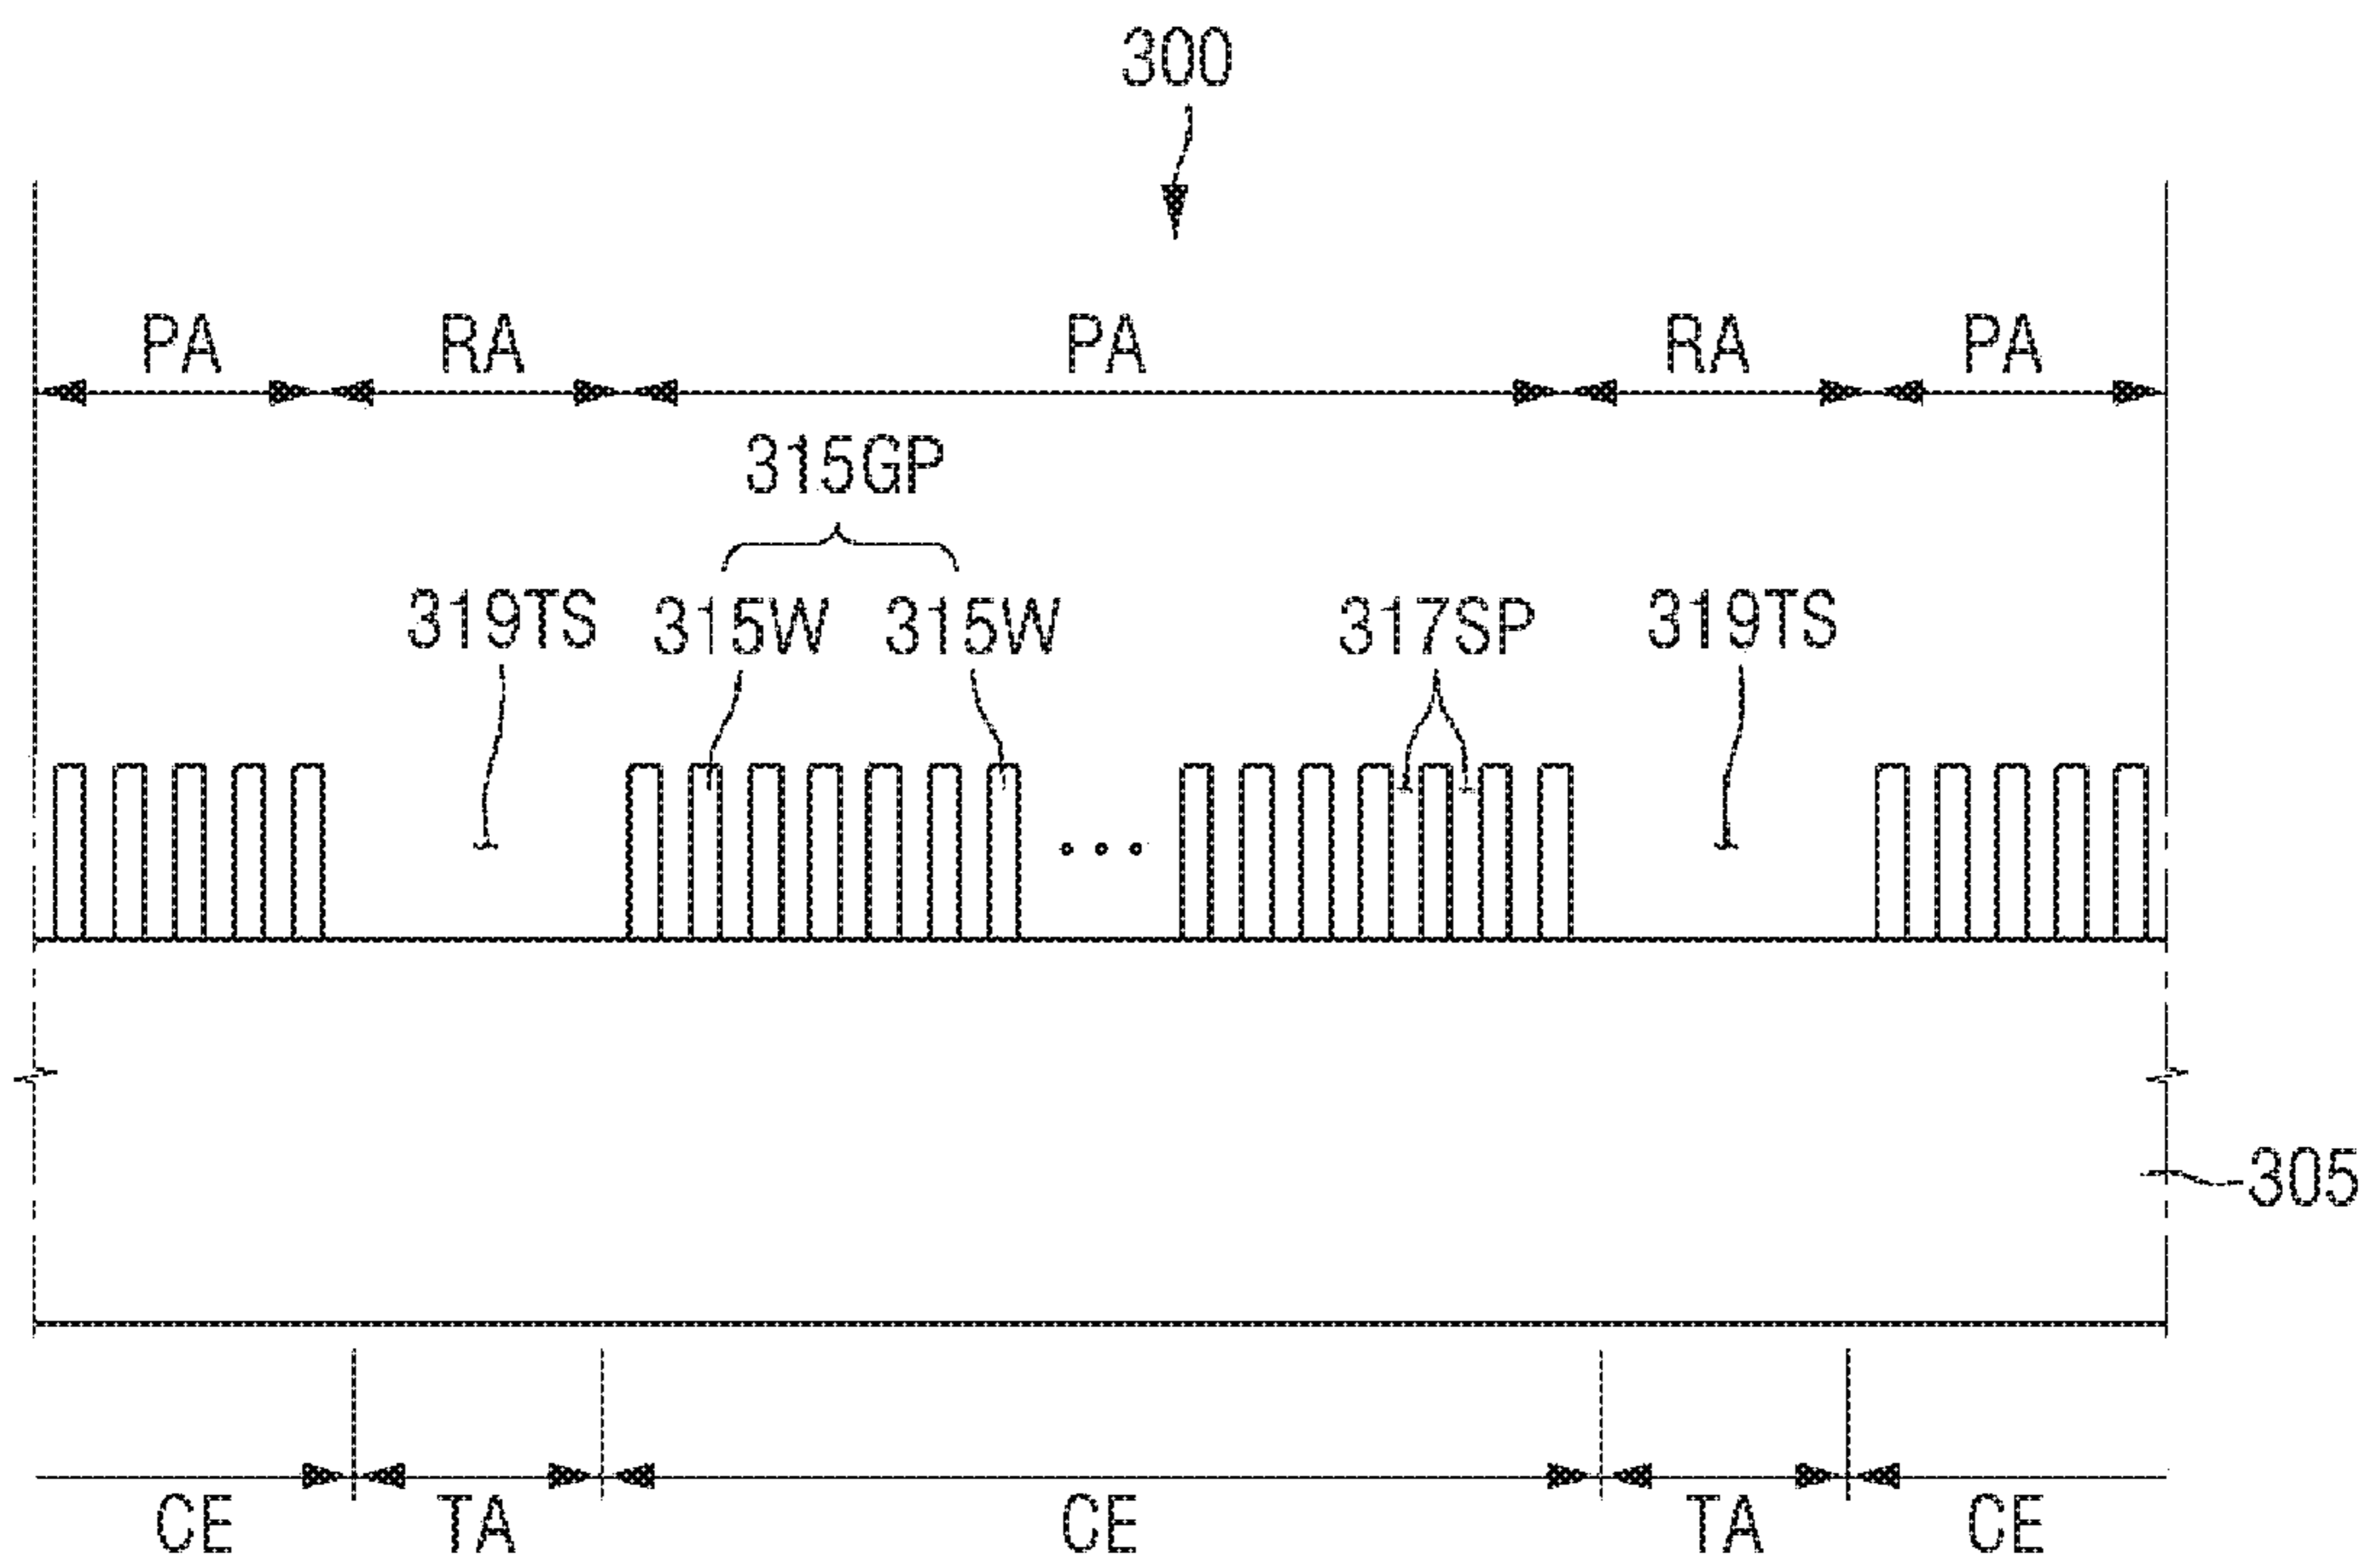 300
PA RA PA RA PA
315GP
319TS 315W 315W 317SP 319TS
305
CE TA CE TA CE